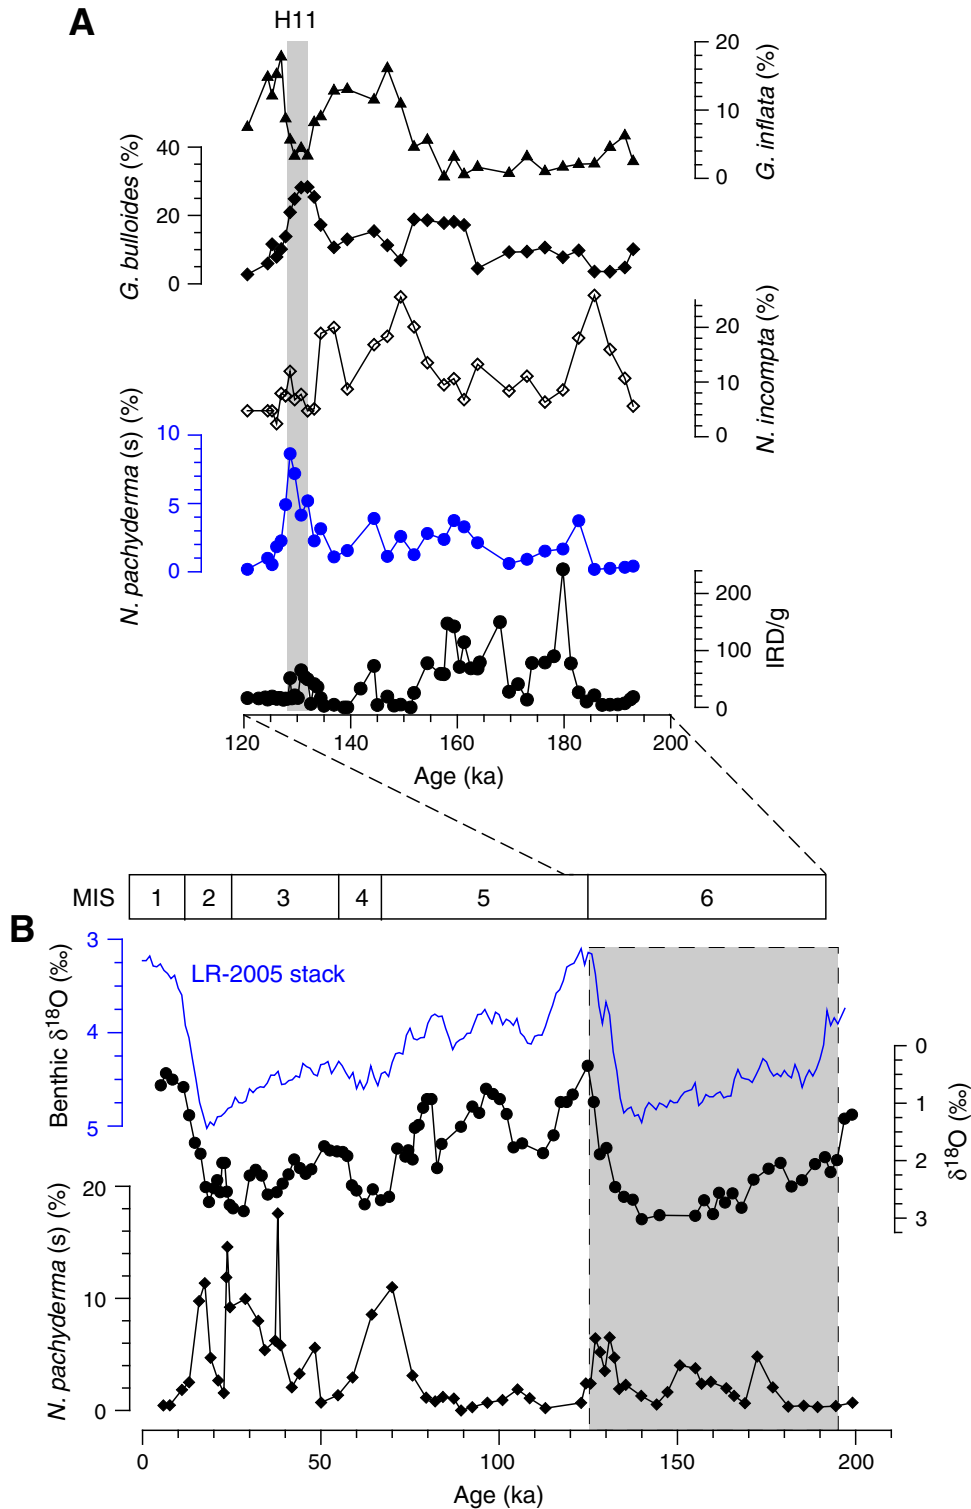 A
H11
20
10
0
G. inflata (%)
40
20
0
G. bulloides (%)
20
10
0
N. incompta (%)
10
5
0
N. pachyderma (s) (%)
200
100
0
IRD/g
120
140
160
180
200
Age (ka)
MIS
1
2
3
4
5
6
B
3
4
5
Benthic δ18O (‰)
LR-2005 stack
0
1
2
3
δ18O (‰)
20
10
0
N. pachyderma (s) (%)
0
50
100
150
200
Age (ka)